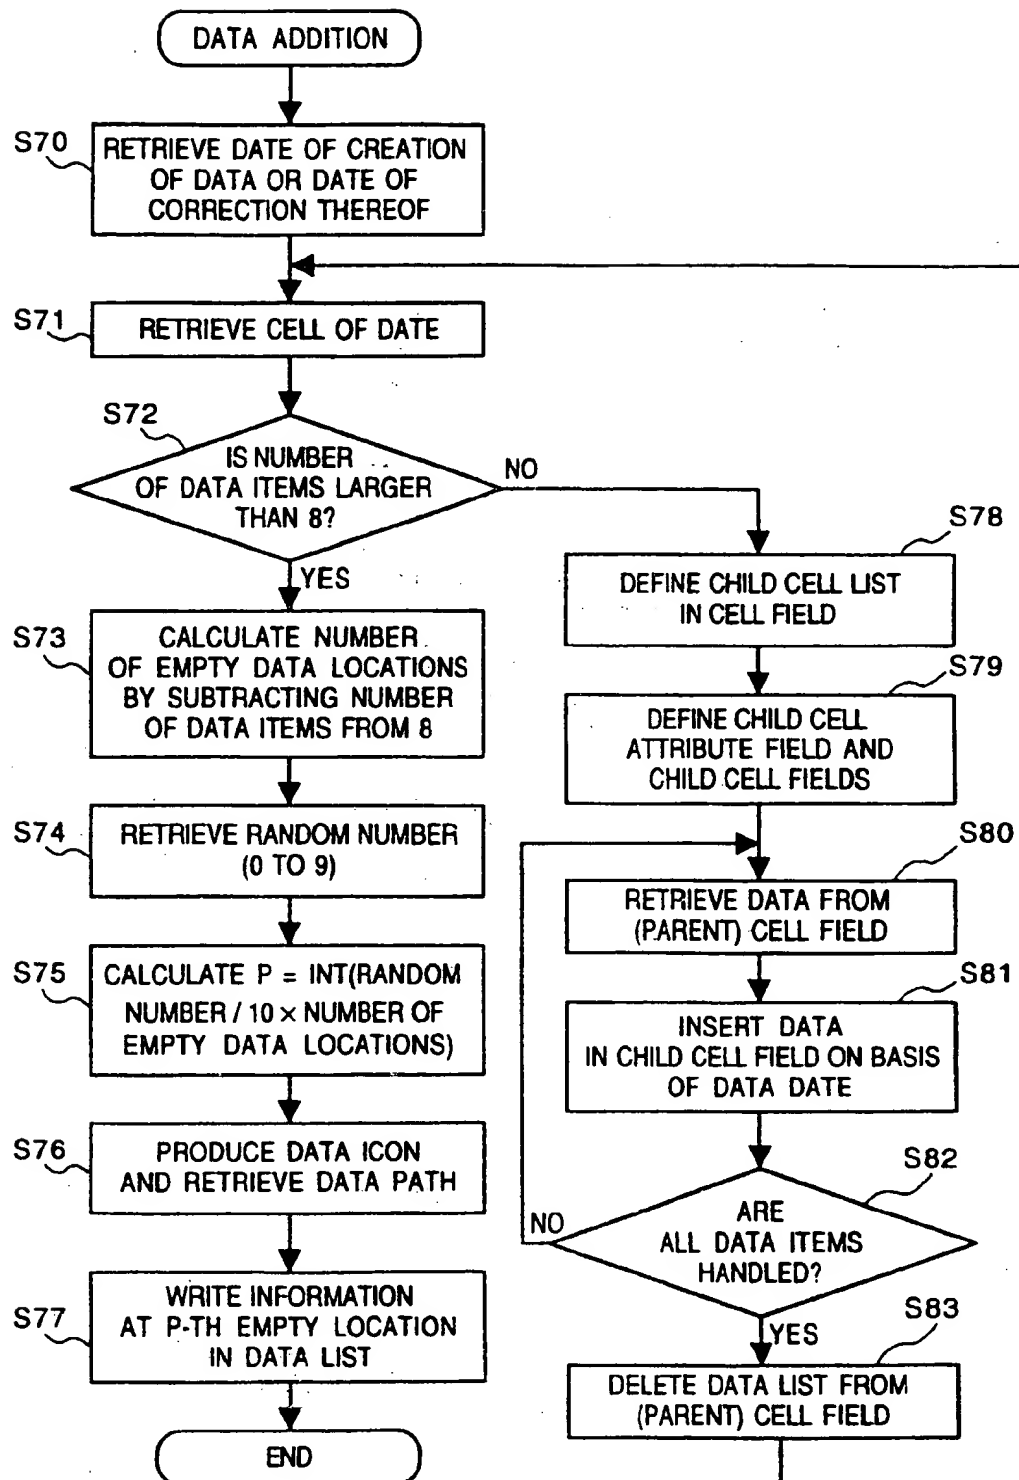 DATA ADDITION
S70
RETRIEVE DATE OF CREATION
OF DATA OR DATE OF
CORRECTION THEREOF
S71
RETRIEVE CELL OF DATE
S72
IS NUMBER
OF DATA ITEMS LARGER
THAN 8?
NO
YES
S73
CALCULATE NUMBER
OF EMPTY DATA LOCATIONS
BY SUBTRACTING NUMBER
OF DATA ITEMS FROM 8
S74
RETRIEVE RANDOM NUMBER
(0 TO 9)
S75
CALCULATE P = INT(RANDOM
NUMBER / 10 × NUMBER OF
EMPTY DATA LOCATIONS)
S76
PRODUCE DATA ICON
AND RETRIEVE DATA PATH
S77
WRITE INFORMATION
AT P-TH EMPTY LOCATION
IN DATA LIST
END
S78
DEFINE CHILD CELL LIST
IN CELL FIELD
S79
DEFINE CHILD CELL
ATTRIBUTE FIELD AND
CHILD CELL FIELDS
S80
RETRIEVE DATA FROM
(PARENT) CELL FIELD
S81
INSERT DATA
IN CHILD CELL FIELD ON BASIS
OF DATA DATE
S82
ARE
ALL DATA ITEMS
HANDLED?
NO
YES
S83
DELETE DATA LIST FROM
(PARENT) CELL FIELD